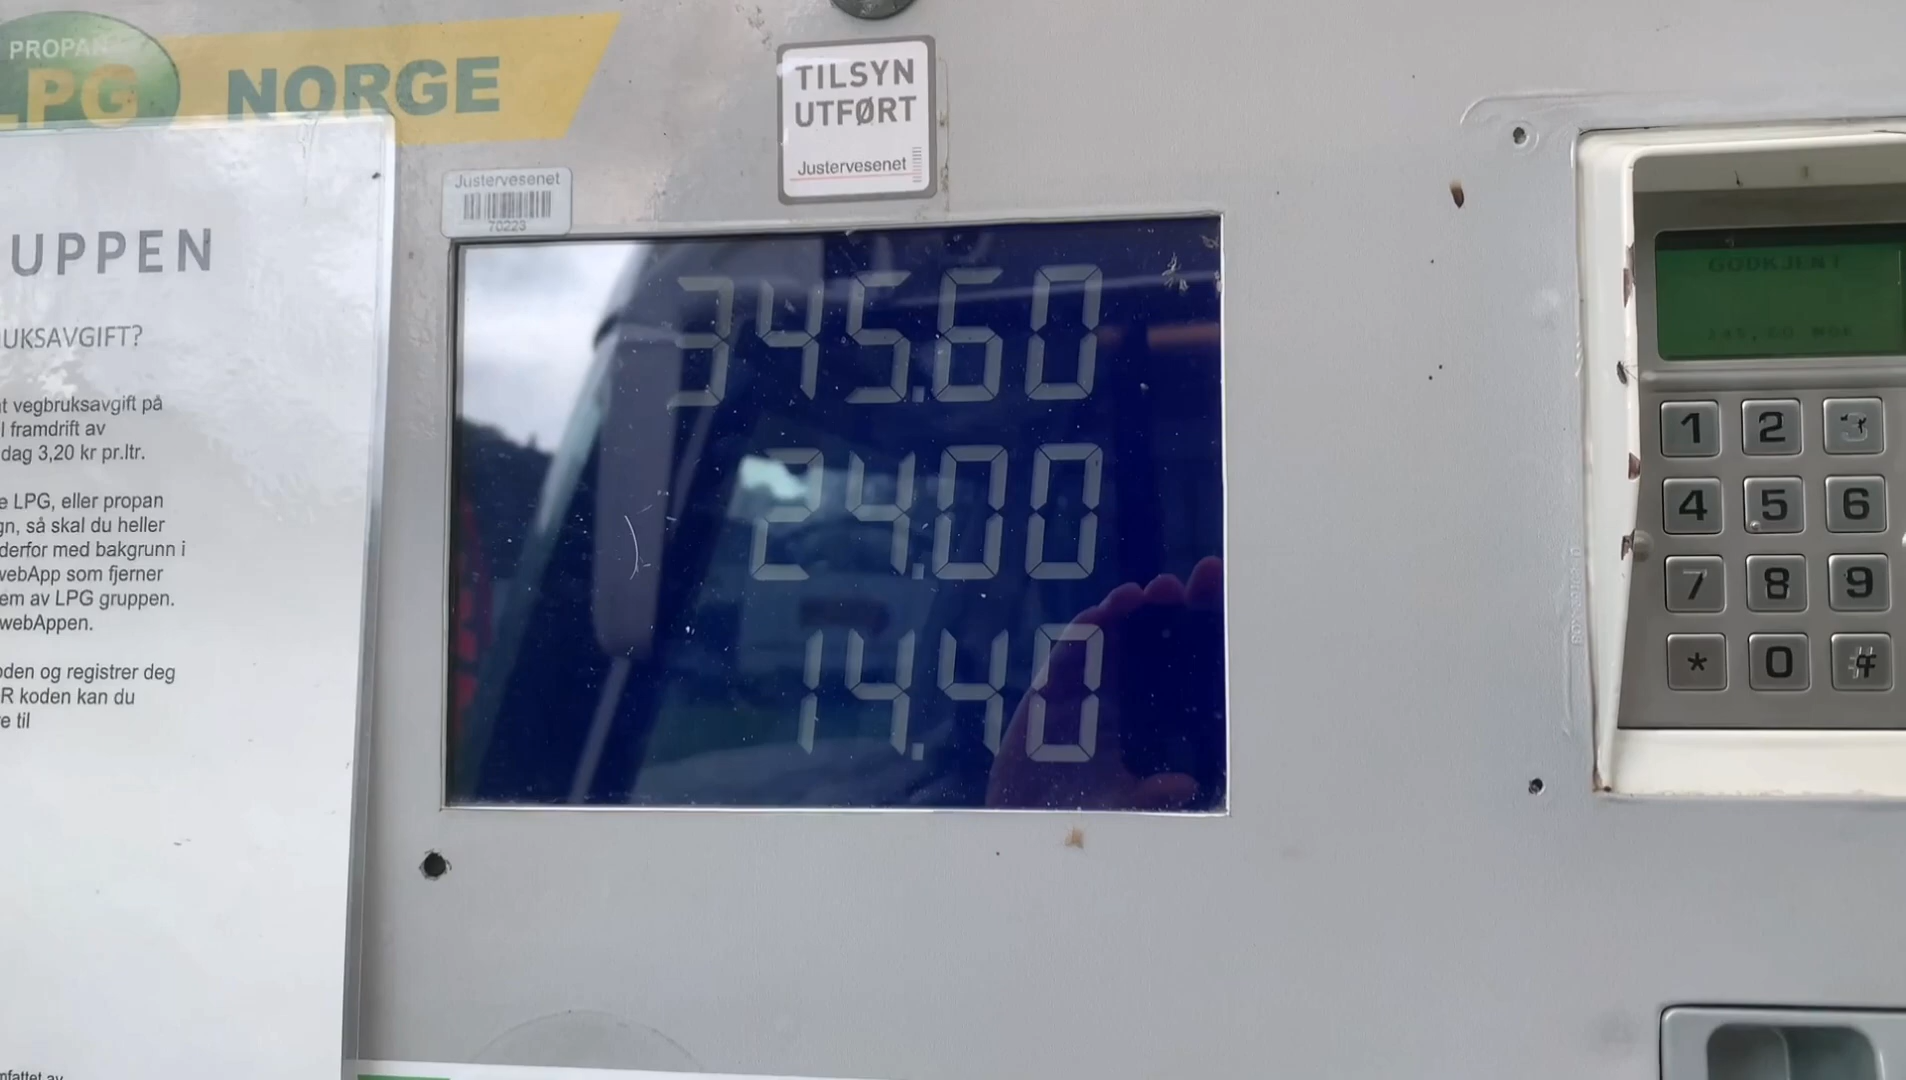 PROPAN
LPG NORGE
TILSYN
UTFØRT
Justervesenet
Justervesenet
70223
UPPEN
UKSAVGIFT?
t vegbruksavgift på
l framdrift av
dag 3,20 kr pr.ltr.
e LPG, eller propan
gn, så skal du heller
derfor med bakgrunn i
webApp som fjerner
em av LPG gruppen.
webAppen.
oden og registrer deg
R koden kan du
e til
345.60
24.00
14.40
GODKJENT
345,60 NOK
1 2 3
4 5 6
7 8 9
* 0 #